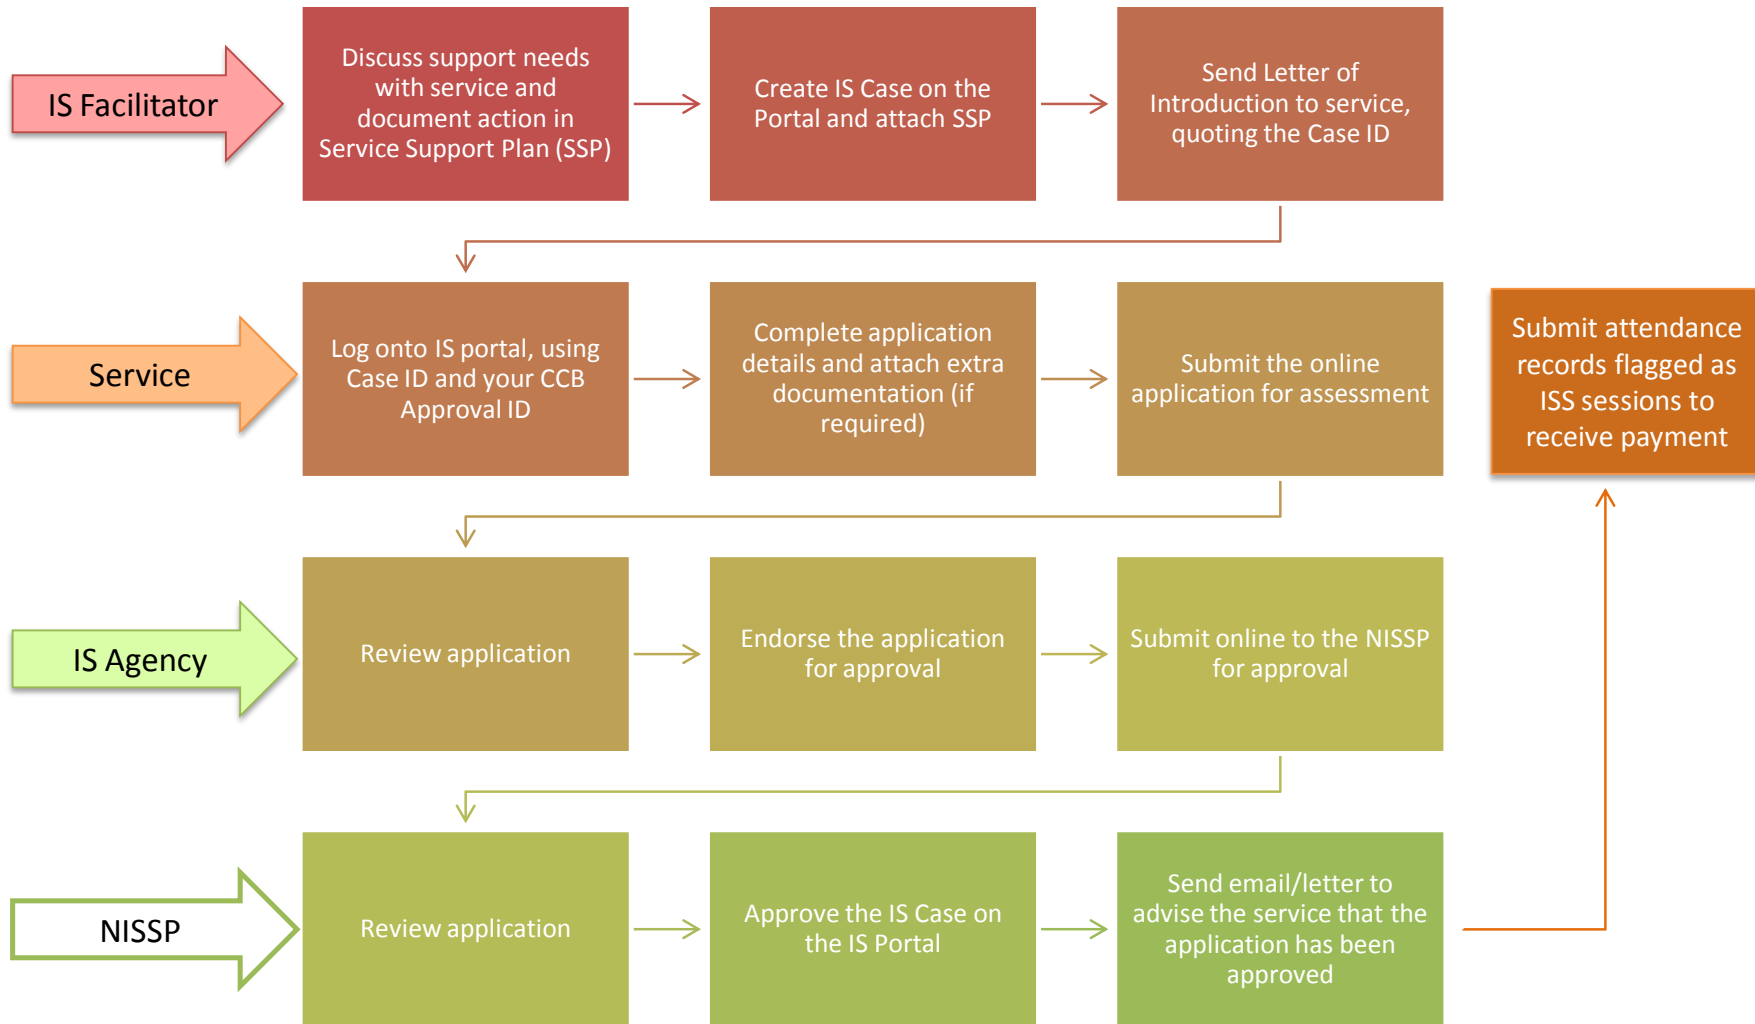 IS Facilitator
Discuss support needs
with service and
document action in
Service Support Plan (SSP)
Create IS Case on the
Portal and attach SSP
Send Letter of
Introduction to service,
quoting the Case ID
Service
Log onto IS portal, using
Case ID and your CCB
Approval ID
Complete application
details and attach extra
documentation (if
required)
Submit the online
application for assessment
Submit attendance
records flagged as
ISS sessions to
receive payment
IS Agency
Review application
Endorse the application
for approval
Submit online to the NISSP
for approval
NISSP
Review application
Approve the IS Case on
the IS Portal
Send email/letter to
advise the service that the
application has been
approved